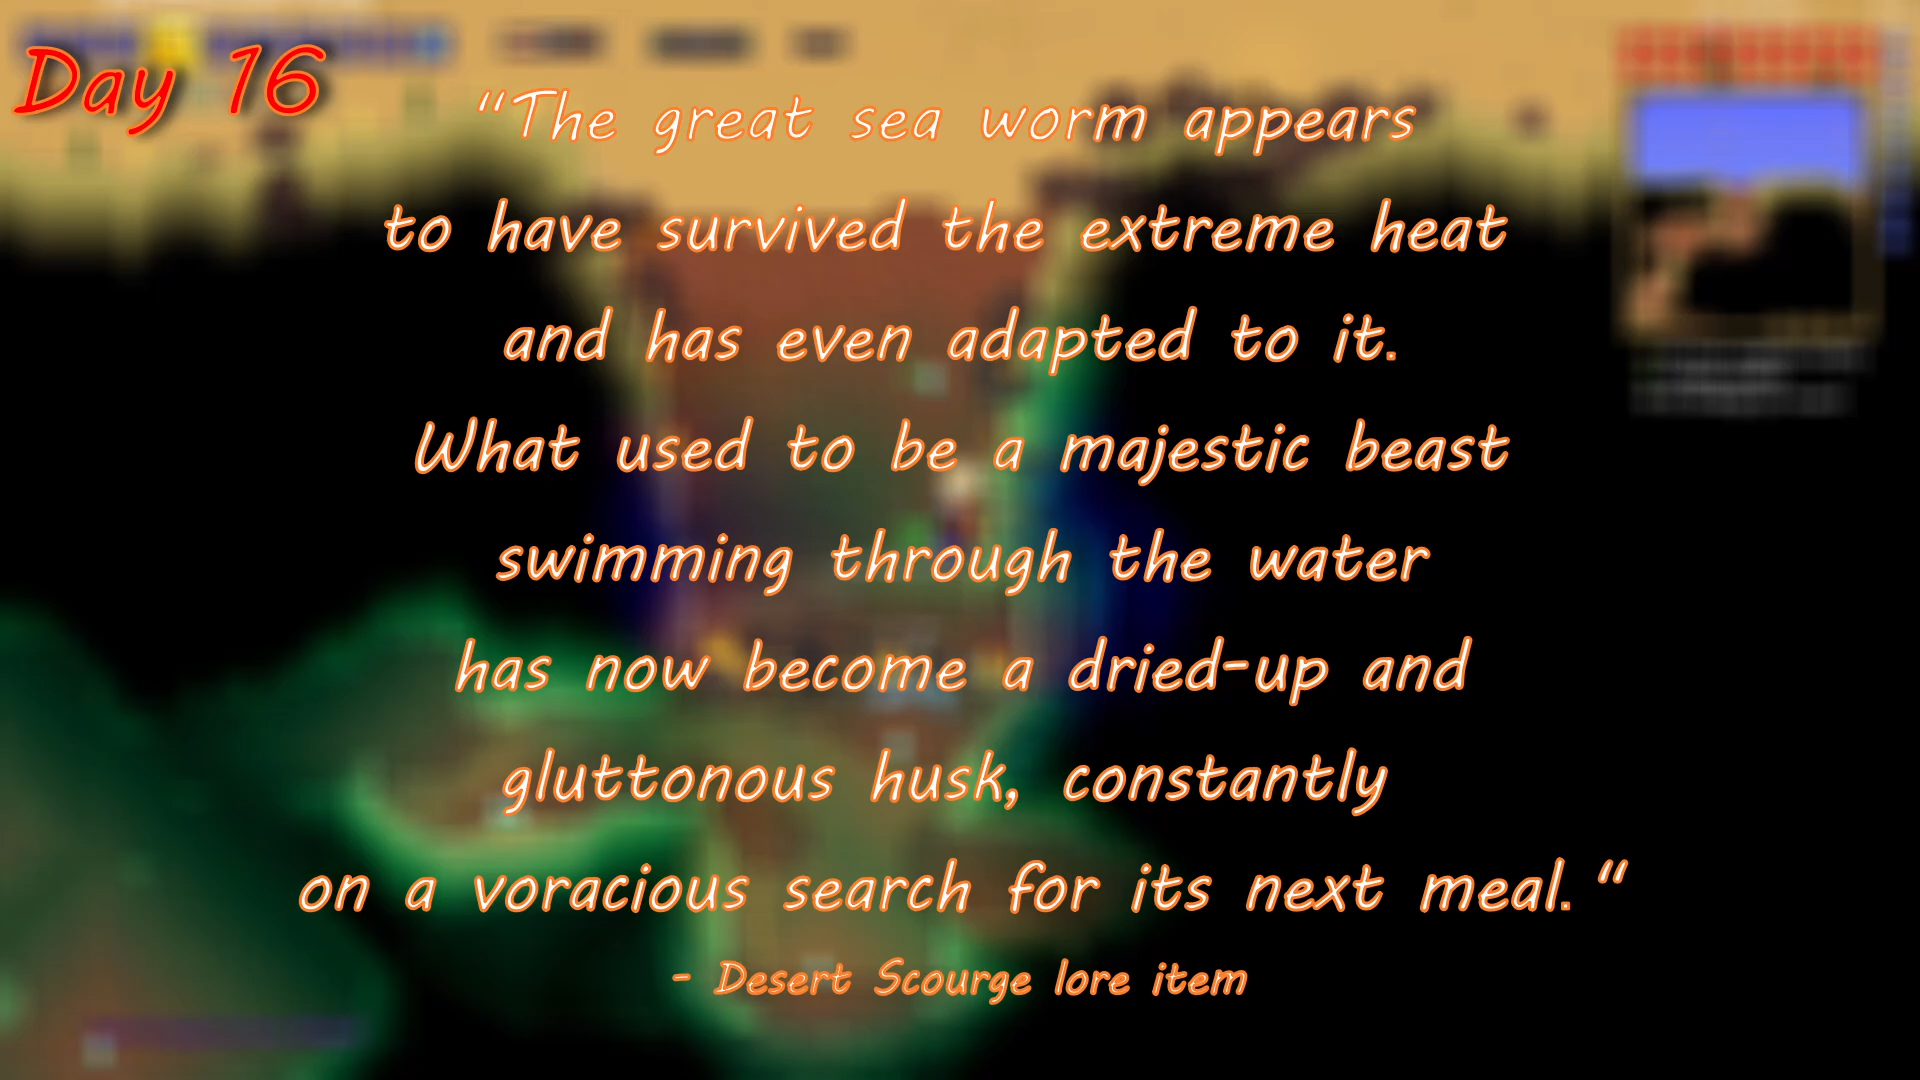 Day 16
"The great sea worm appears
to have survived the extreme heat
and has even adapted to it.
What used to be a majestic beast
swimming through the water
has now become a dried-up and
gluttonous husk, constantly
on a voracious search for its next meal. "
- Desert Scourge lore item